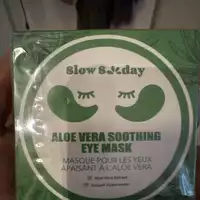 Slow Sunday
ALOE VERA SOOTHING
EYE MASK
MASQUE POUR LES YEUX
APAISANT À L'ALOE VERA